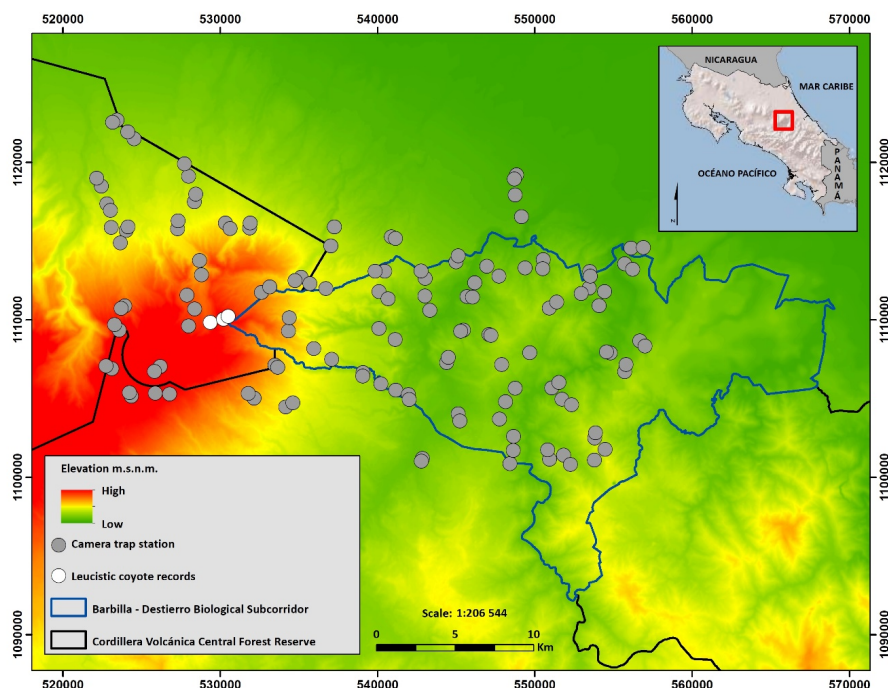 520000 530000 540000 550000 560000 570000
NICARAGUA
MAR CARIBE
PANAMÁ
OCÉANO PACÍFICO
N
1120000 1120000
1110000 1110000
1100000 1100000
1090000 1090000
Elevation m.s.n.m.
High
Low
Camera trap station
Leucistic coyote records
Barbilla - Destierro Biological Subcorridor
Cordillera Volcánica Central Forest Reserve
Scale: 1:206 544
0 5 10
Km
520000 530000 540000 550000 560000 570000